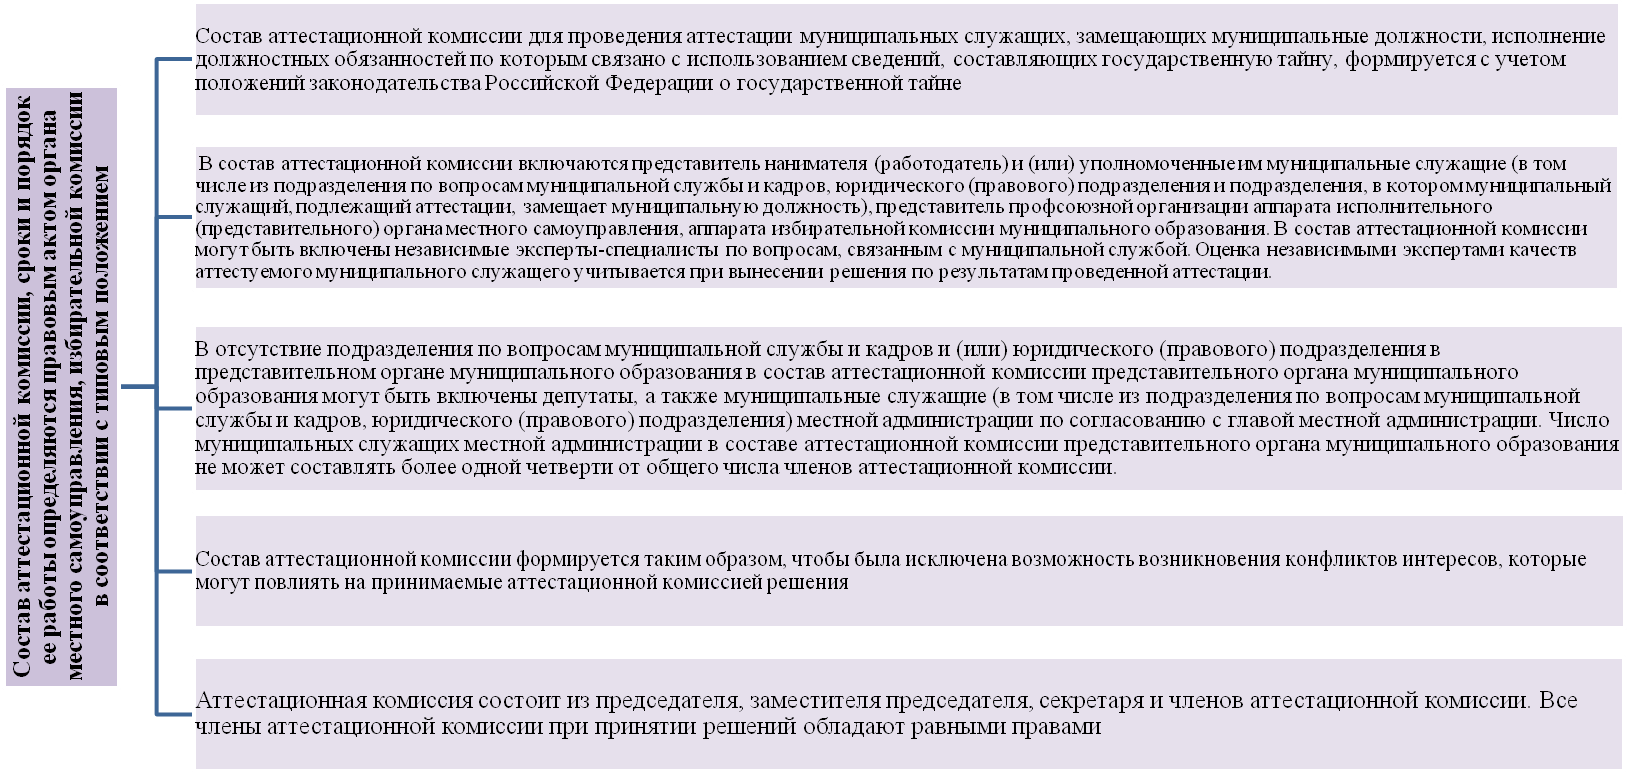 Состав аттестационной комиссии, сроки и порядок
ее работы определяются правовым актом органа
местного самоуправления, избирательной комиссии
в соответствии с типовым положением
Состав аттестационной комиссии для проведения аттестации муниципальных служащих, замещающих муниципальные должности, исполнение
должностных обязанностей по которым связано с использованием сведений, составляющих государственную тайну, формируется с учетом
положений законодательства Российской Федерации о государственной тайне
В состав аттестационной комиссии включаются представитель нанимателя (работодатель) и (или) уполномоченные им муниципальные служащие (в том
числе из подразделения по вопросам муниципальной службы и кадров, юридического (правового) подразделения и подразделения, в котором муниципальный
служащий, подлежащий аттестации, замещает муниципальную должность), представитель профсоюзной организации аппарата исполнительного
(представительного) органа местного самоуправления, аппарата избирательной комиссии муниципального образования. В состав аттестационной комиссии
могут быть включены независимые эксперты-специалисты по вопросам, связанным с муниципальной службой. Оценка независимыми экспертами качеств
аттестуемого муниципального служащего учитывается при вынесении решения по результатам проведенной аттестации.
В отсутствие подразделения по вопросам муниципальной службы и кадров и (или) юридического (правового) подразделения в
представительном органе муниципального образования в состав аттестационной комиссии представительного органа муниципального
образования могут быть включены депутаты, а также муниципальные служащие (в том числе из подразделения по вопросам муниципальной
службы и кадров, юридического (правового) подразделения) местной администрации по согласованию с главой местной администрации. Число
муниципальных служащих местной администрации в составе аттестационной комиссии представительного органа муниципального образования
не может составлять более одной четверти от общего числа членов аттестационной комиссии.
Состав аттестационной комиссии формируется таким образом, чтобы была исключена возможность возникновения конфликтов интересов, которые
могут повлиять на принимаемые аттестационной комиссией решения
Аттестационная комиссия состоит из председателя, заместителя председателя, секретаря и членов аттестационной комиссии. Все
члены аттестационной комиссии при принятии решений обладают равными правами